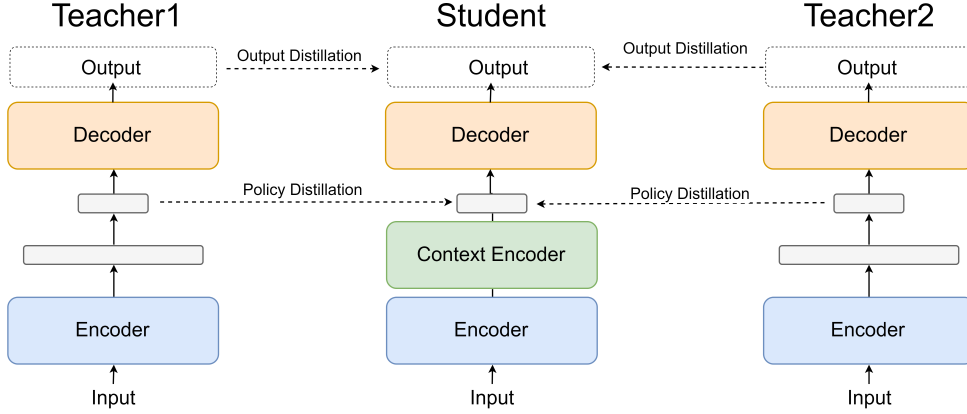 Teacher1
Student
Teacher2
Output Distillation
Output Distillation
Output
Output
Output
Decoder
Decoder
Decoder
Policy Distillation
Policy Distillation
Context Encoder
Encoder
Encoder
Encoder
Input
Input
Input